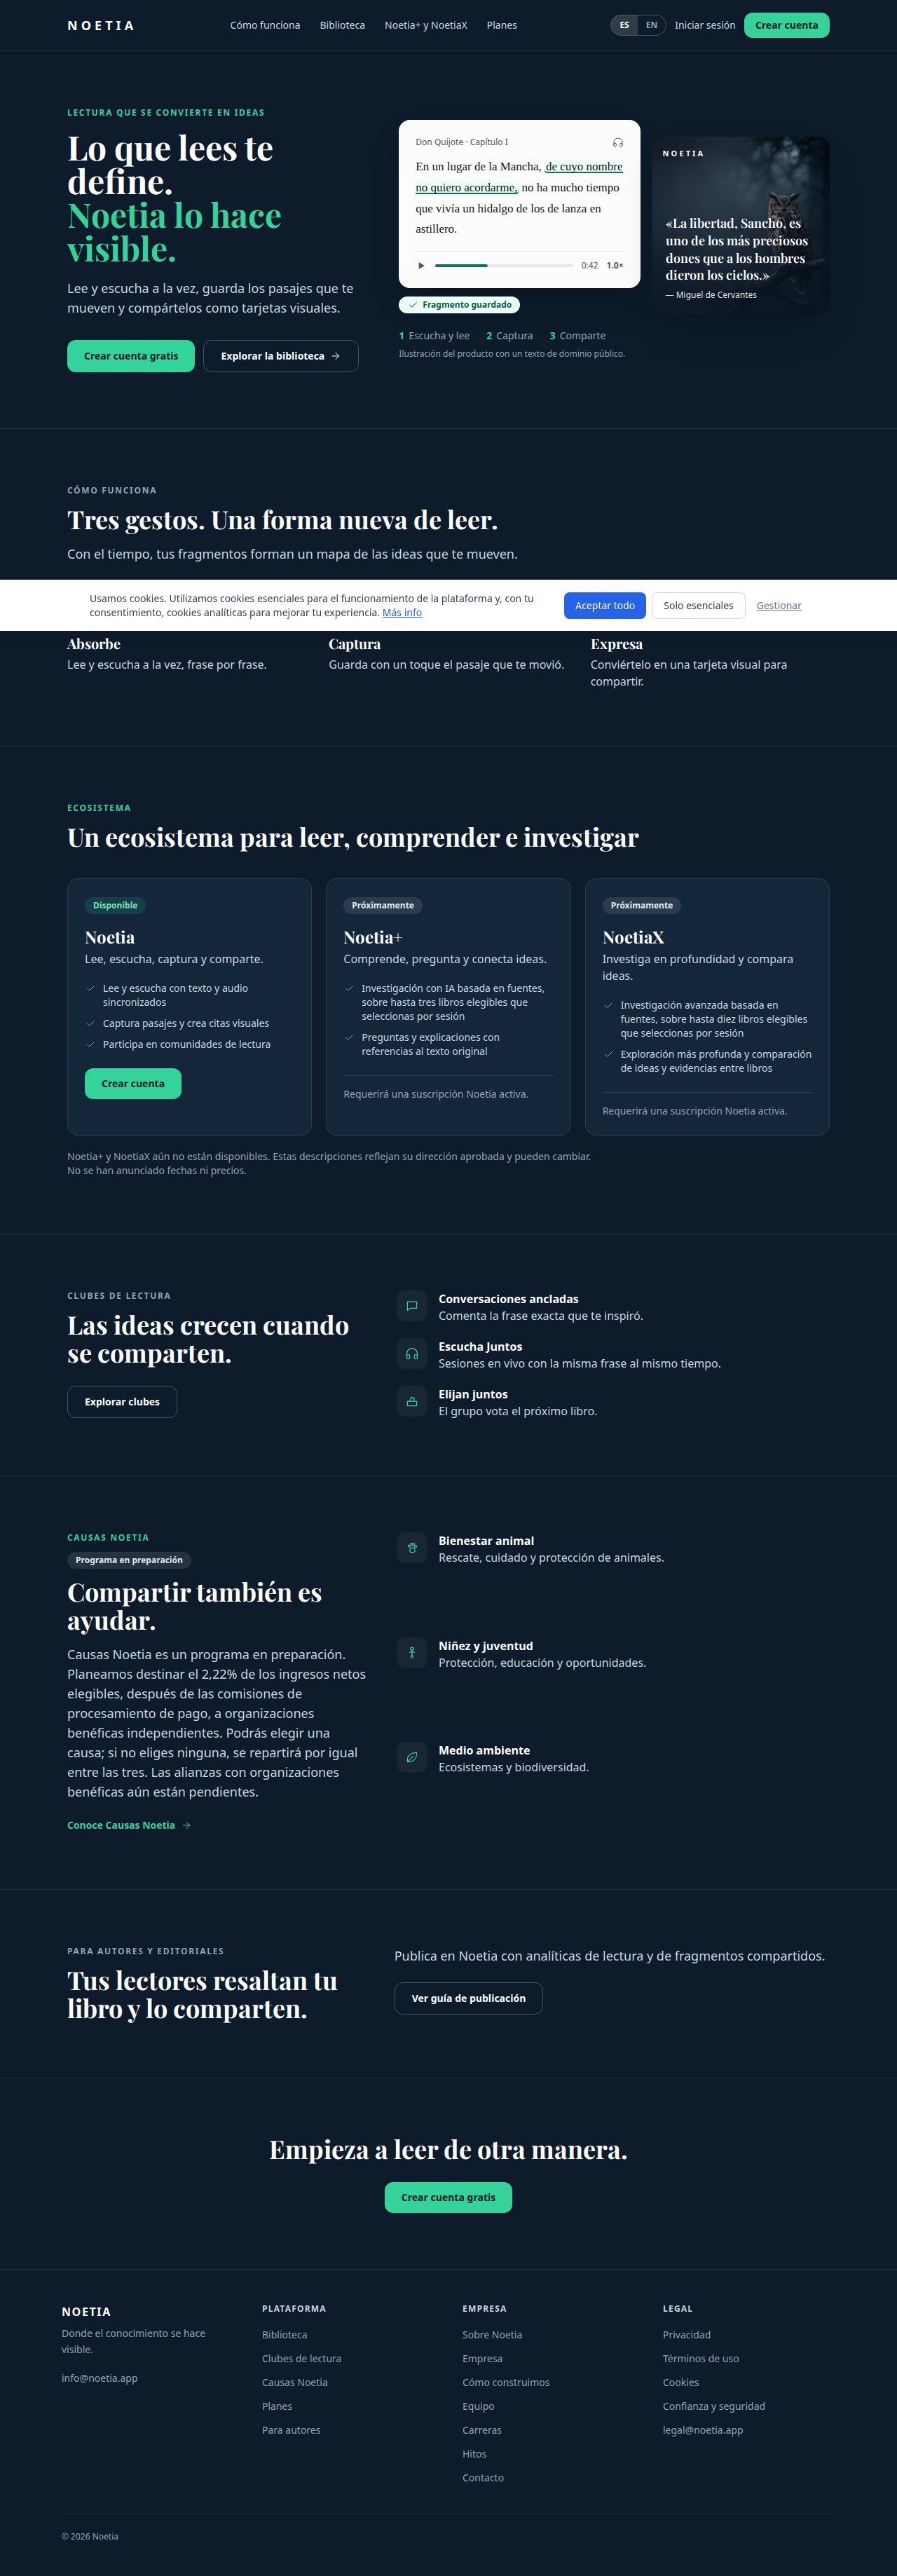 NOETIA
Cómo funciona
Biblioteca
Noetia+ y NoetiaX
Planes
ES
EN
Iniciar sesión
Crear cuenta
LECTURA QUE SE CONVIERTE EN IDEAS
Lo que lees te
define.
Noetia lo hace
visible.
Lee y escucha a la vez, guarda los pasajes que te
mueven y compártelos como tarjetas visuales.
Crear cuenta gratis
Explorar la biblioteca
Don Quijote · Capítulo I
En un lugar de la Mancha, de cuyo nombre
no quiero acordarme, no ha mucho tiempo
que vivía un hidalgo de los de lanza en
astillero.
0:42
1.0×
Fragmento guardado
1 Escucha y lee
2 Captura
3 Comparte
Ilustración del producto con un texto de dominio público.
NOETIA
«La libertad, Sancho, es
uno de los más preciosos
dones que a los hombres
dieron los cielos.»
— Miguel de Cervantes
CÓMO FUNCIONA
Tres gestos. Una forma nueva de leer.
Con el tiempo, tus fragmentos forman un mapa de las ideas que te mueven.
Usamos cookies. Utilizamos cookies esenciales para el funcionamiento de la plataforma y, con tu
consentimiento, cookies analíticas para mejorar tu experiencia. Más info
Aceptar todo
Solo esenciales
Gestionar
Absorbe
Lee y escucha a la vez, frase por frase.
Captura
Guarda con un toque el pasaje que te movió.
Expresa
Conviértelo en una tarjeta visual para
compartir.
ECOSISTEMA
Un ecosistema para leer, comprender e investigar
Disponible
Noetia
Lee, escucha, captura y comparte.
Lee y escucha con texto y audio
sincronizados
Captura pasajes y crea citas visuales
Participa en comunidades de lectura
Crear cuenta
Próximamente
Noetia+
Comprende, pregunta y conecta ideas.
Investigación con IA basada en fuentes,
sobre hasta tres libros elegibles que
seleccionas por sesión
Preguntas y explicaciones con
referencias al texto original
Requerirá una suscripción Noetia activa.
Próximamente
NoetiaX
Investiga en profundidad y compara
ideas.
Investigación avanzada basada en
fuentes, sobre hasta diez libros elegibles
que seleccionas por sesión
Exploración más profunda y comparación
de ideas y evidencias entre libros
Requerirá una suscripción Noetia activa.
Noetia+ y NoetiaX aún no están disponibles. Estas descripciones reflejan su dirección aprobada y pueden cambiar.
No se han anunciado fechas ni precios.
CLUBES DE LECTURA
Las ideas crecen cuando
se comparten.
Explorar clubes
Conversaciones ancladas
Comenta la frase exacta que te inspiró.
Escucha Juntos
Sesiones en vivo con la misma frase al mismo tiempo.
Elijan juntos
El grupo vota el próximo libro.
CAUSAS NOETIA
Programa en preparación
Compartir también es
ayudar.
Causas Noetia es un programa en preparación.
Planeamos destinar el 2,22% de los ingresos netos
elegibles, después de las comisiones de
procesamiento de pago, a organizaciones
benéficas independientes. Podrás elegir una
causa; si no eliges ninguna, se repartirá por igual
entre las tres. Las alianzas con organizaciones
benéficas aún están pendientes.
Conoce Causas Noetia
Bienestar animal
Rescate, cuidado y protección de animales.
Niñez y juventud
Protección, educación y oportunidades.
Medio ambiente
Ecosistemas y biodiversidad.
PARA AUTORES Y EDITORIALES
Tus lectores resaltan tu
libro y lo comparten.
Publica en Noetia con analíticas de lectura y de fragmentos compartidos.
Ver guía de publicación
Empieza a leer de otra manera.
Crear cuenta gratis
NOETIA
Donde el conocimiento se hace
visible.
info@noetia.app
PLATAFORMA
Biblioteca
Clubes de lectura
Causas Noetia
Planes
Para autores
EMPRESA
Sobre Noetia
Empresa
Cómo construimos
Equipo
Carreras
Hitos
Contacto
LEGAL
Privacidad
Términos de uso
Cookies
Confianza y seguridad
legal@noetia.app
© 2026 Noetia